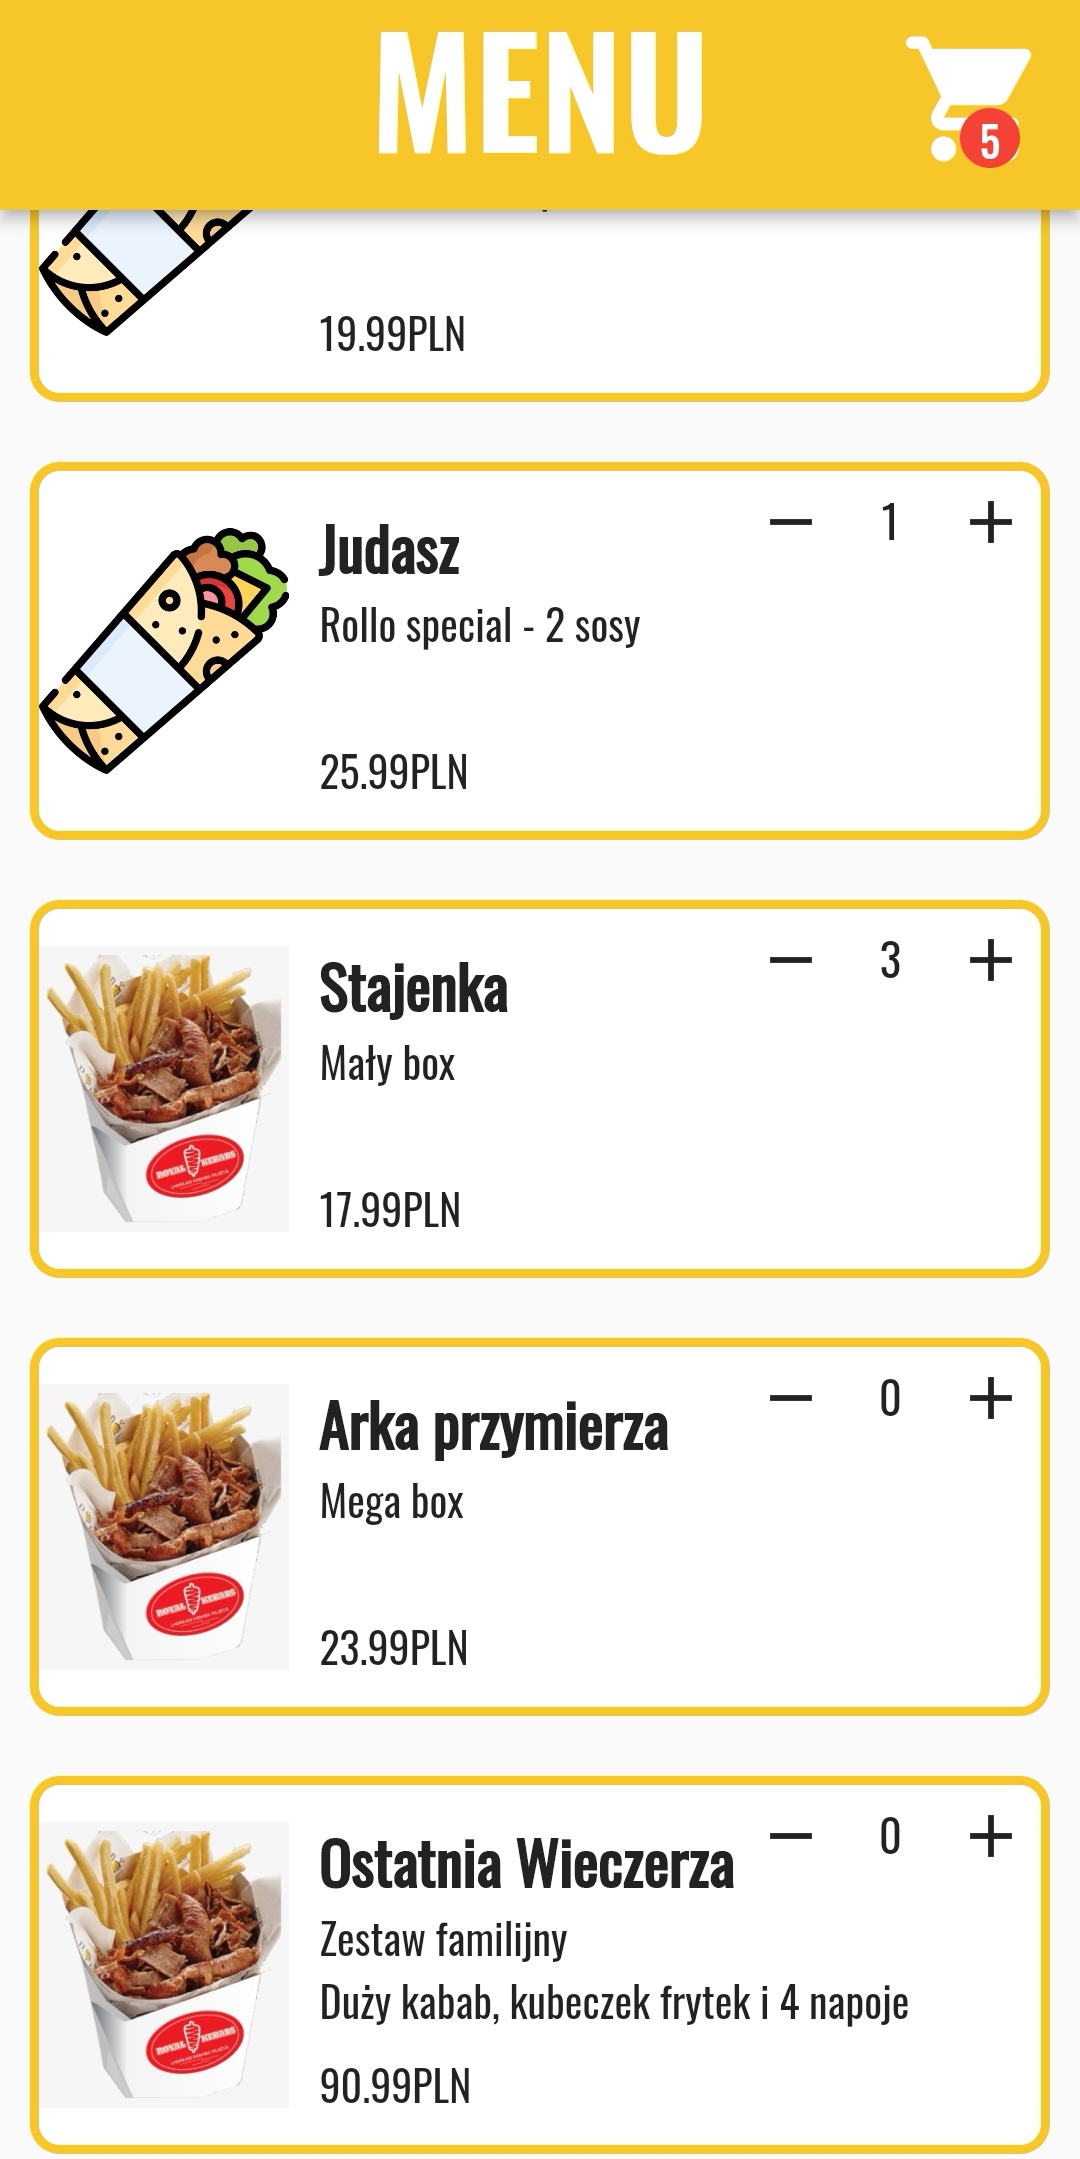 MENU
5
19.99PLN
Judasz
1
Rollo special - 2 sosy
25.99PLN
Stajenka
3
Mały box
ROYAL KEBABS
17.99PLN
Arka przymierza
0
Mega box
ROYAL KEBABS
23.99PLN
Ostatnia Wieczerza
0
Zestaw familijny
Duży kabab, kubeczek frytek i 4 napoje
ROYAL KEBABS
90.99PLN